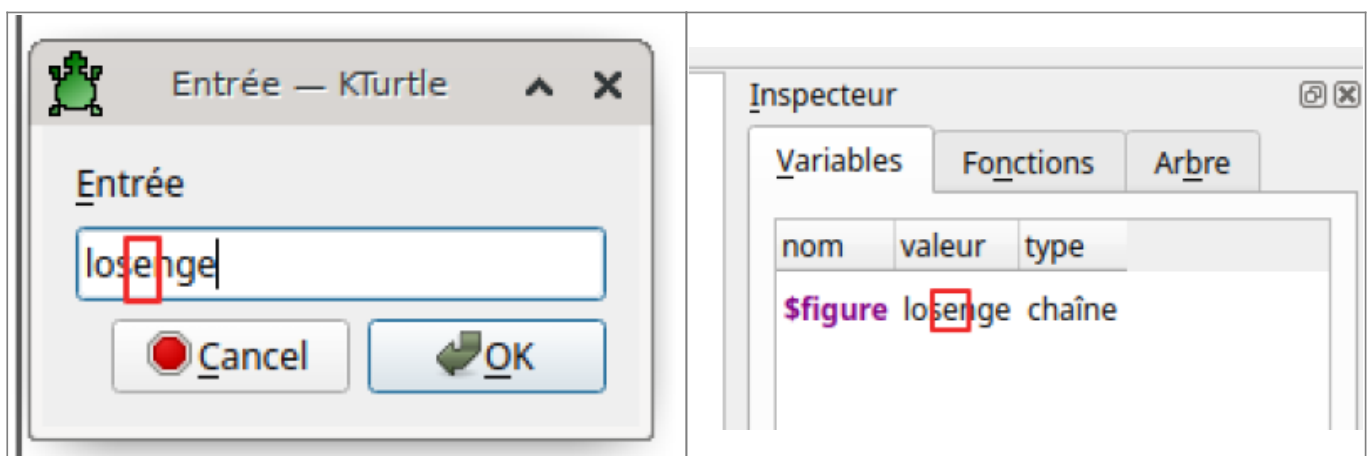 Entrée — KTurtle
Entrée
losenge
Cancel
OK
Inspecteur
Variables Fonctions Arbre
nom valeur type
$figure losenge chaîne